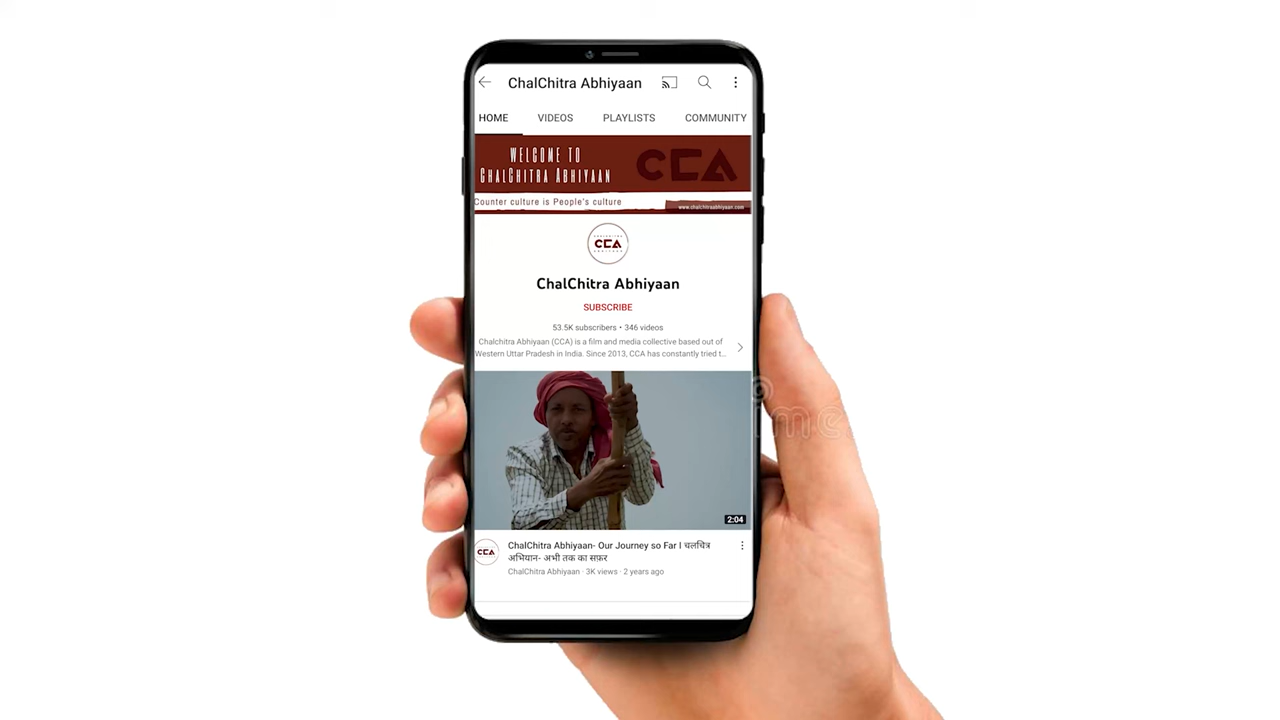 ChalChitra Abhiyaan
HOME VIDEOS PLAYLISTS COMMUNITY
WELCOME TO
CHALCHITRA ABHIYAAN
CCA
Counter culture is People's culture
www.chalchitraabhiyaan.com
CCA
ChalChitra Abhiyaan
SUBSCRIBE
53.5K subscribers • 346 videos
Chalchitra Abhiyaan (CCA) is a film and media collective based out of
Western Uttar Pradesh in India. Since 2013, CCA has constantly tried t...
2:04
CCA
ChalChitra Abhiyaan- Our Journey so Far I चलचित्र
अभियान- अभी तक का सफ़र
ChalChitra Abhiyaan · 3K views · 2 years ago